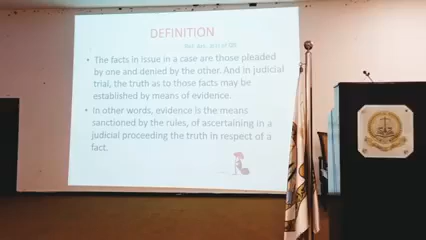 DEFINITION
• The facts in issue in a case are those pleaded
by one and denied by the other. And in judicial
trial, the truth as to those facts may be
established by means of evidence.
• In other words, evidence is the means
sanctioned by the rules, of ascertaining in a
judicial proceeding the truth in respect of a
fact.